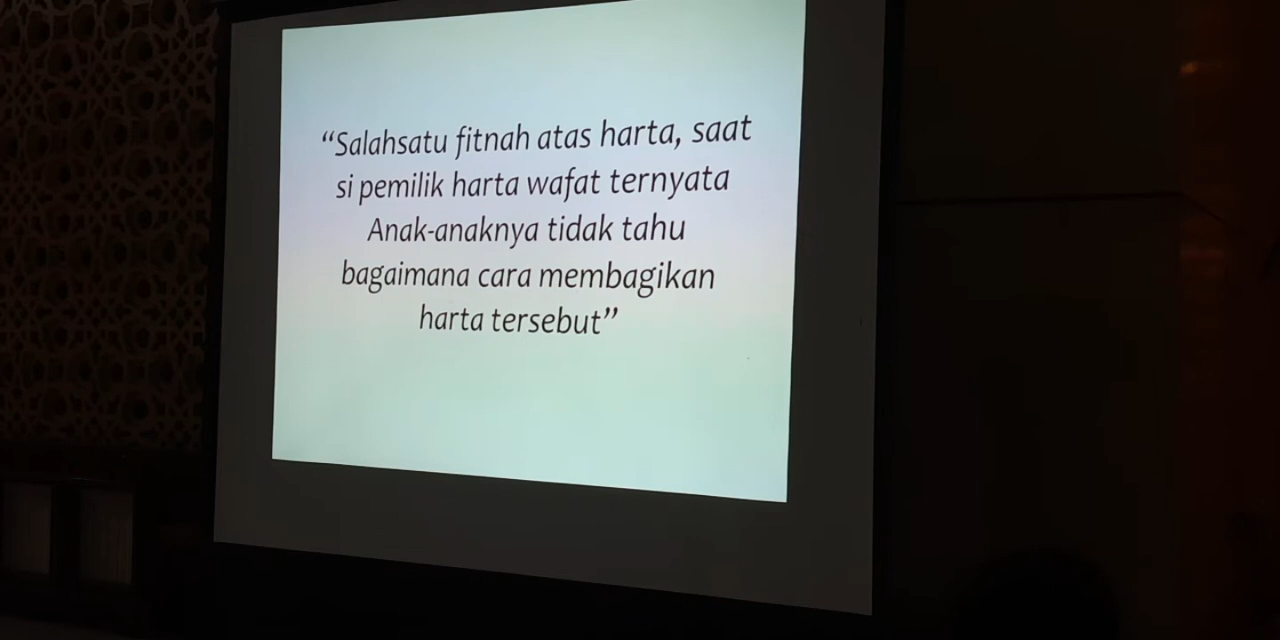 “Salahsatu fitnah atas harta, saat
si pemilik harta wafat ternyata
Anak-anaknya tidak tahu
bagaimana cara membagikan
harta tersebut”